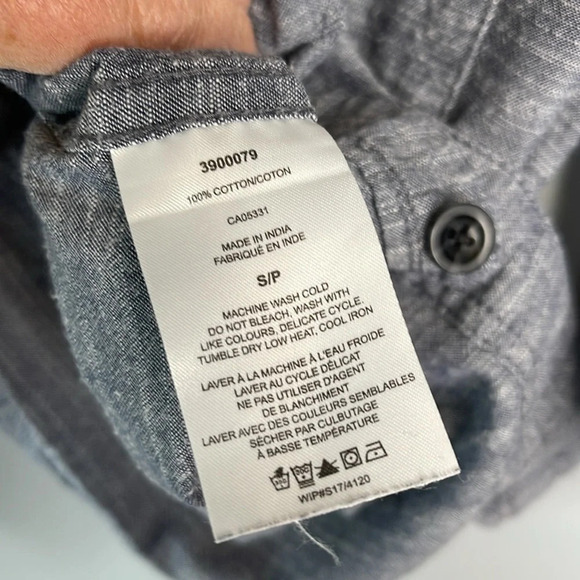 3900079
100% COTTON/COTON
CA05331
MADE IN INDIA
FABRIQUÉ EN INDE
S/P
MACHINE WASH COLD
DO NOT BLEACH, WASH WITH
LIKE COLOURS, DELICATE CYCLE,
TUMBLE DRY LOW HEAT, COOL IRON
LAVER À LA MACHINE À L'EAU FROIDE
LAVER AU CYCLE DÉLICAT
NE PAS UTILISER D'AGENT
DE BLANCHIMENT
LAVER AVEC DES COULEURS SEMBLABLES
SÉCHER PAR CULBUTAGE
À BASSE TEMPÉRATURE
WIP#S17/4120